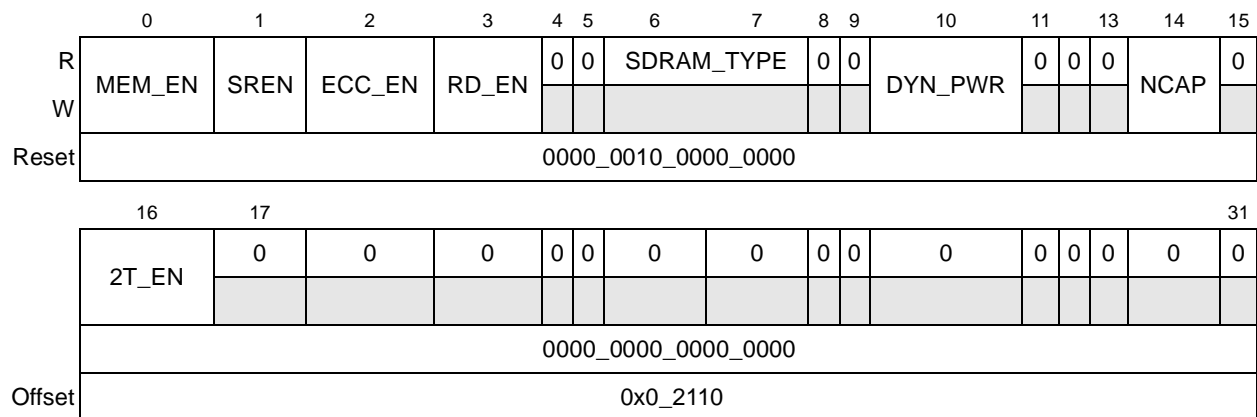 0 1 2 3 4 5 6 7 8 9 10 11 13 14 15
R MEM_EN SREN ECC_EN RD_EN 0 0 SDRAM_TYPE 0 0 DYN_PWR 0 0 0 NCAP 0
W
Reset 0000_0010_0000_0000
16 17 31
2T_EN 0 0 0 0 0 0 0 0 0 0 0 0 0 0 0
0000_0000_0000_0000
Offset 0x0_2110